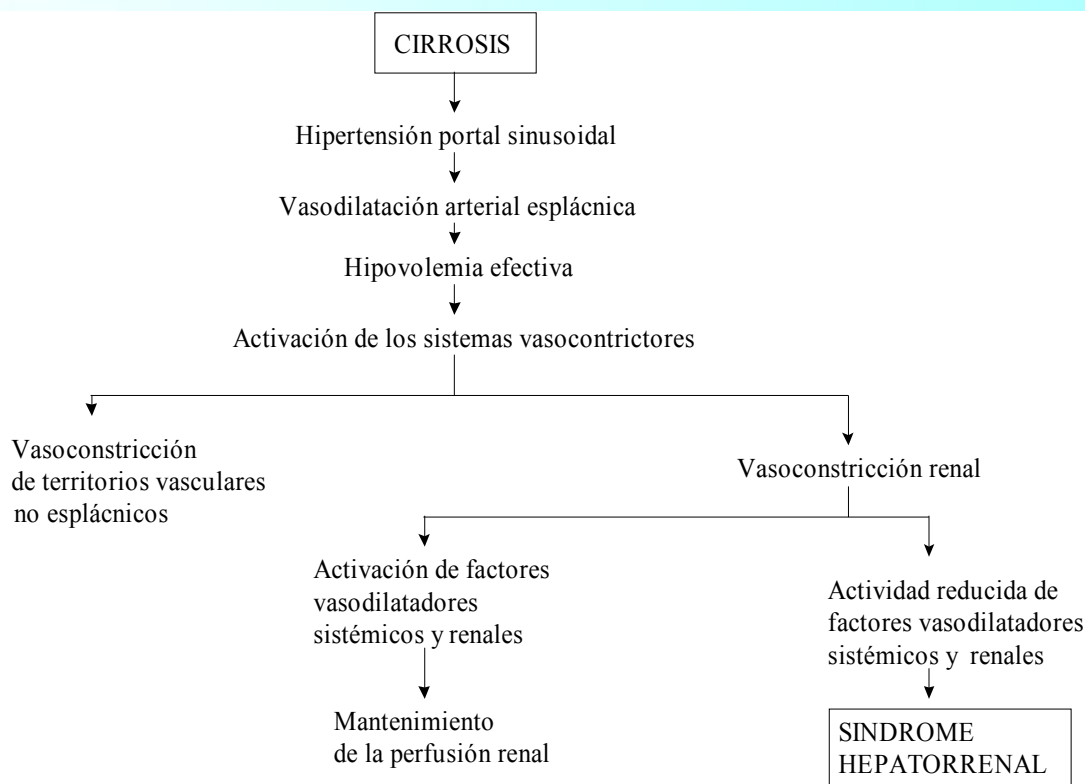 CIRROSIS
Hipertensión portal sinusoidal
Vasodilatación arterial esplácnica
Hipovolemia efectiva
Activación de los sistemas vasocontrictores
Vasoconstricción
de territorios vasculares
no esplácnicos
Vasoconstricción renal
Activación de factores
vasodilatadores
sistémicos y renales
Actividad reducida de
factores vasodilatadores
sistémicos y renales
Mantenimiento
de la perfusión renal
SINDROME
HEPATORRENAL